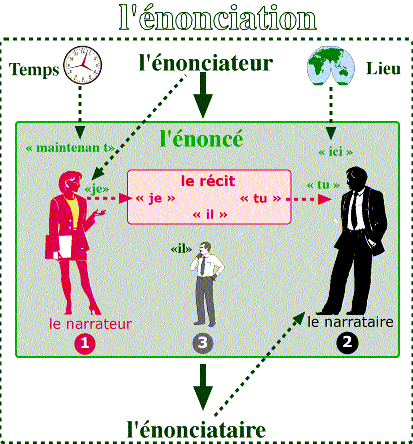 l'énonciation
Temps
l'énonciateur
Lieu
l'énoncé
« maintenan t»
« ici »
«je»
le récit
« tu »
« je »
« tu »
« il »
«il»
le narrateur
le narrataire
1
3
2
l'énonciataire